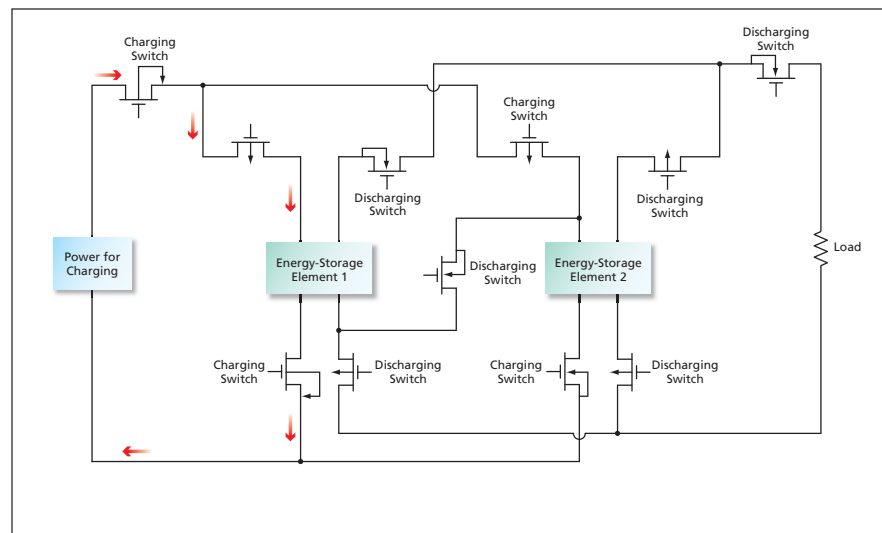 Charging
Switch
Discharging
Switch
Charging
Switch
Discharging
Switch
Discharging
Switch
Power for
Charging
Energy-Storage
Element 1
Discharging
Switch
Energy-Storage
Element 2
Load
Charging
Switch
Discharging
Switch
Charging
Switch
Discharging
Switch